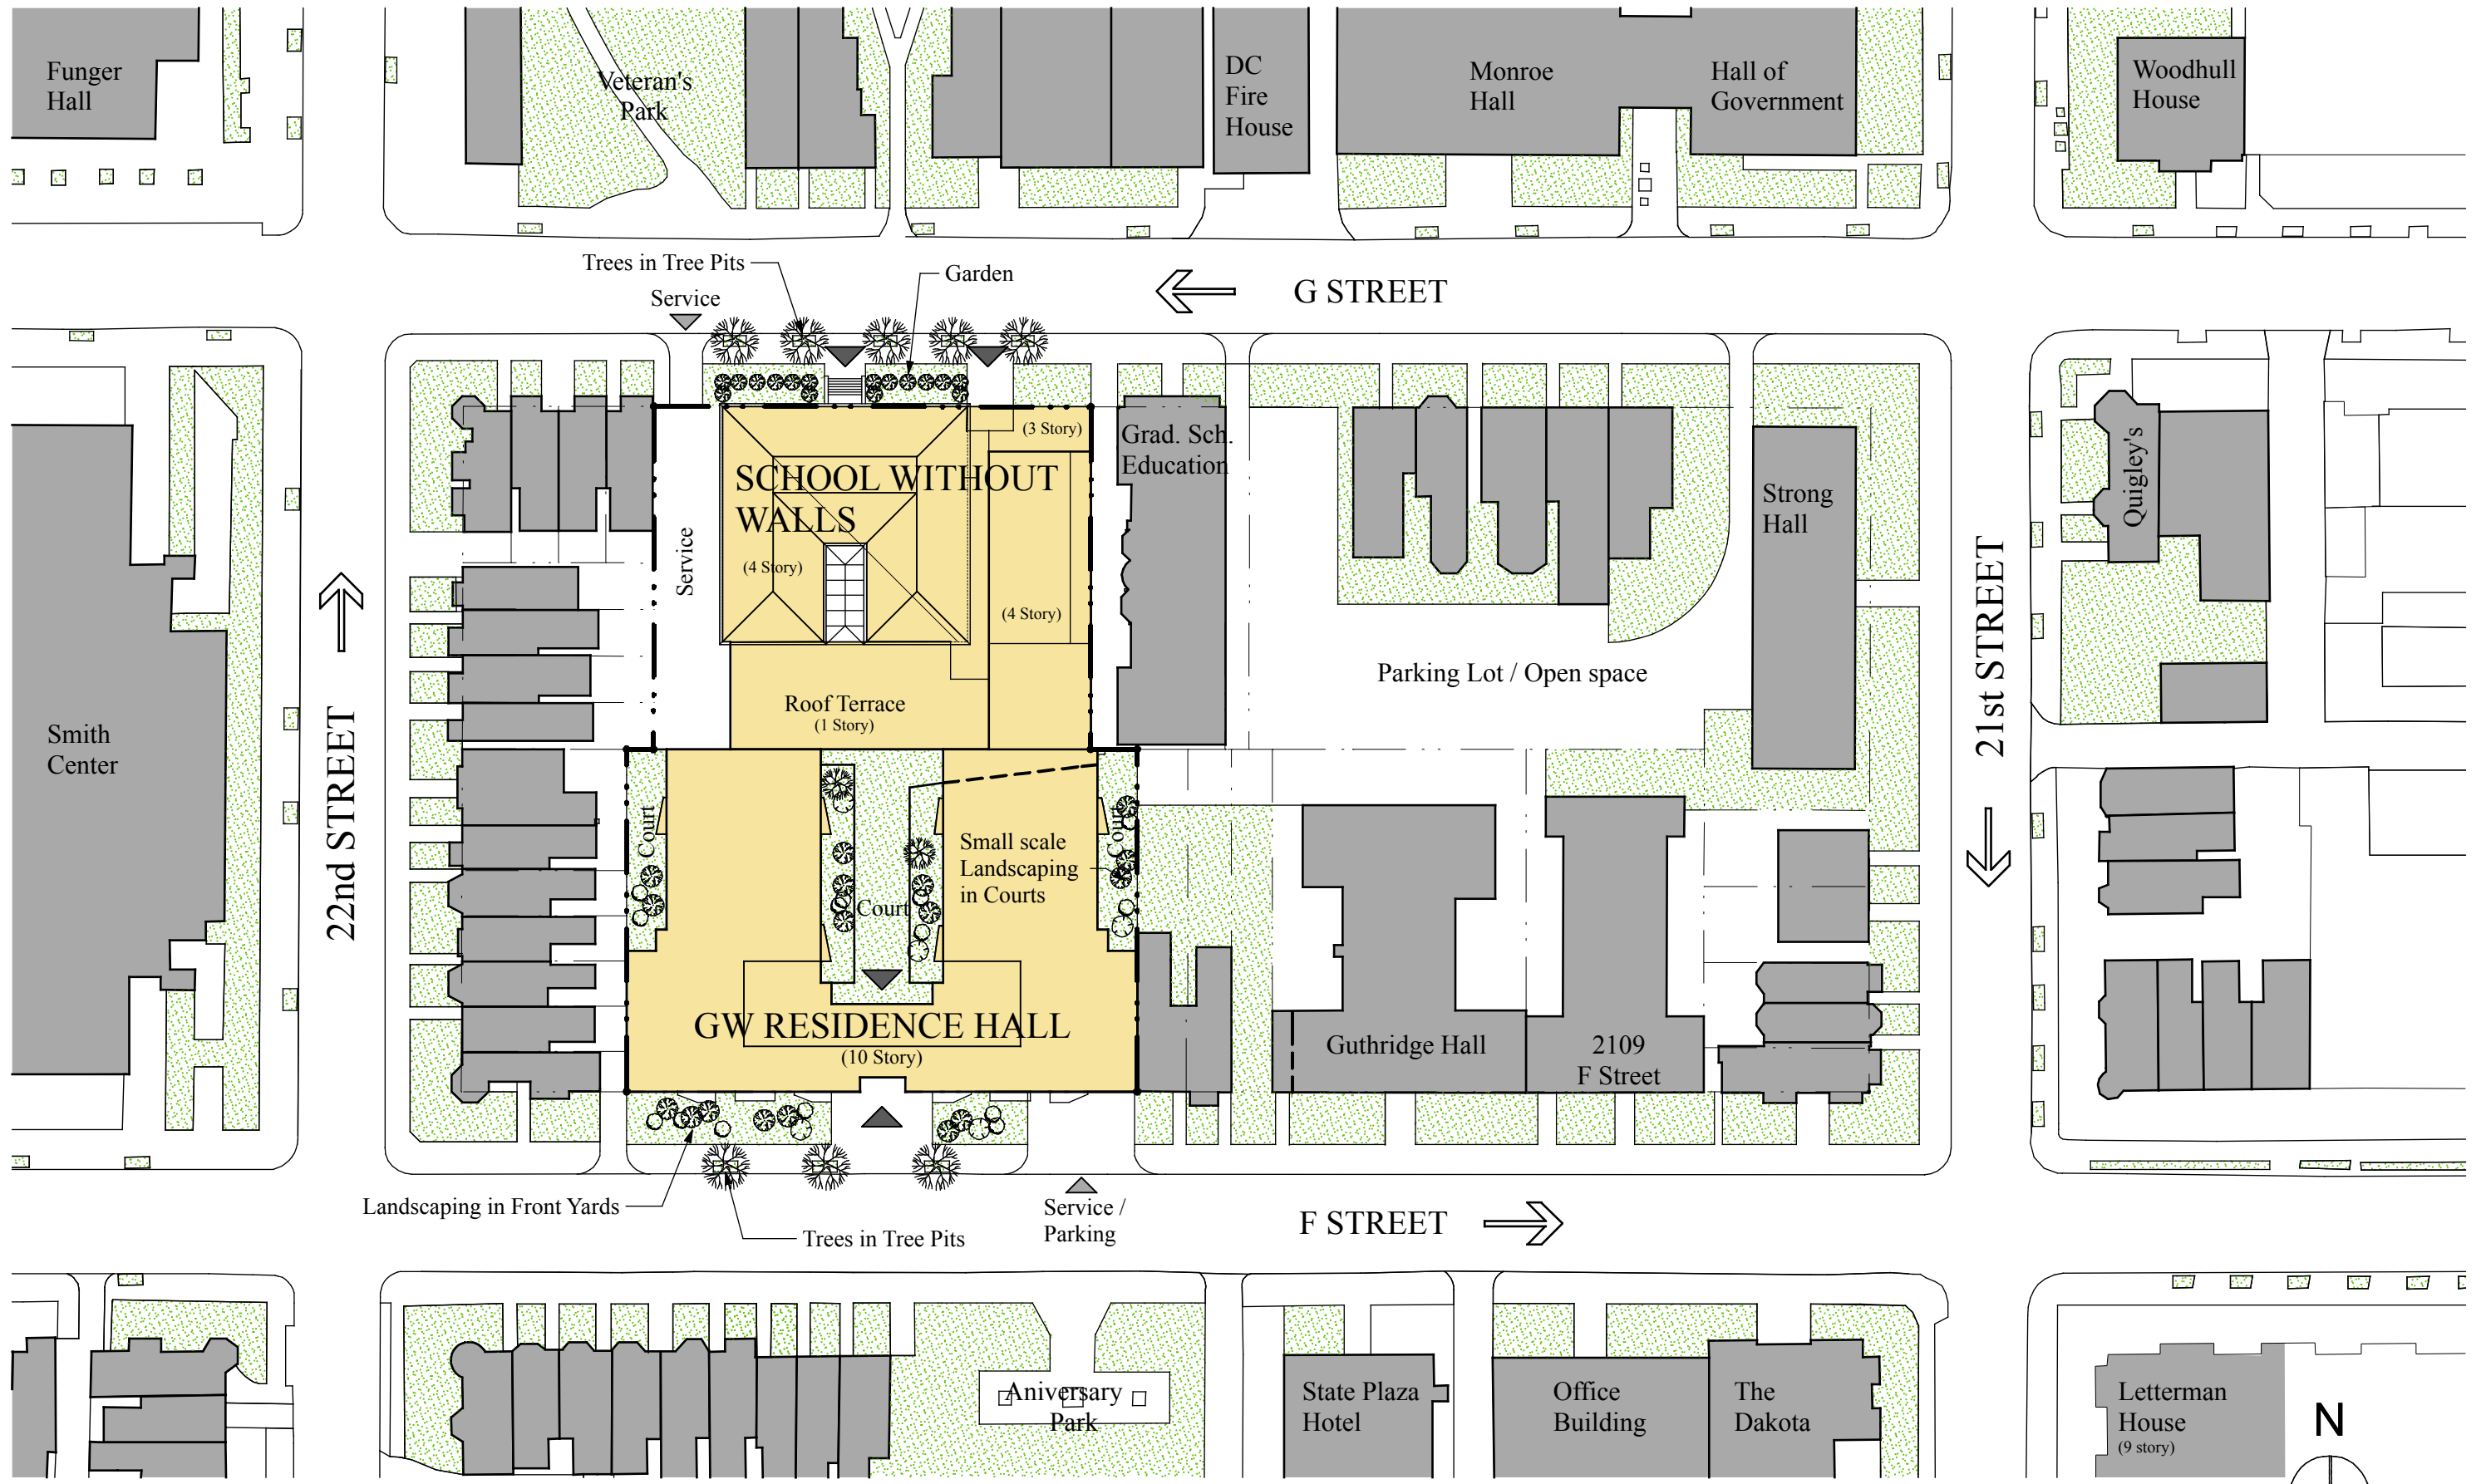 Funger
Hall
Veteran's
Park
DC
Fire
House
Monroe
Hall
Hall of
Government
Woodhull
House
Trees in Tree Pits
Garden
Service
G STREET
(3 Story)
Grad. Sch.
Education
SCHOOL WITHOUT
WALLS
(4 Story)
Service
(4 Story)
Strong
Hall
Quigley's
Parking Lot / Open space
Roof Terrace
(1 Story)
Smith
Center
22nd STREET
21st STREET
Court
Small scale
Landscaping
in Courts
Court
Court
GW RESIDENCE HALL
(10 Story)
Guthridge Hall
2109
F Street
Landscaping in Front Yards
Trees in Tree Pits
Service /
Parking
F STREET
Aniversary
Park
State Plaza
Hotel
Office
Building
The
Dakota
Letterman
House
(9 story)
N